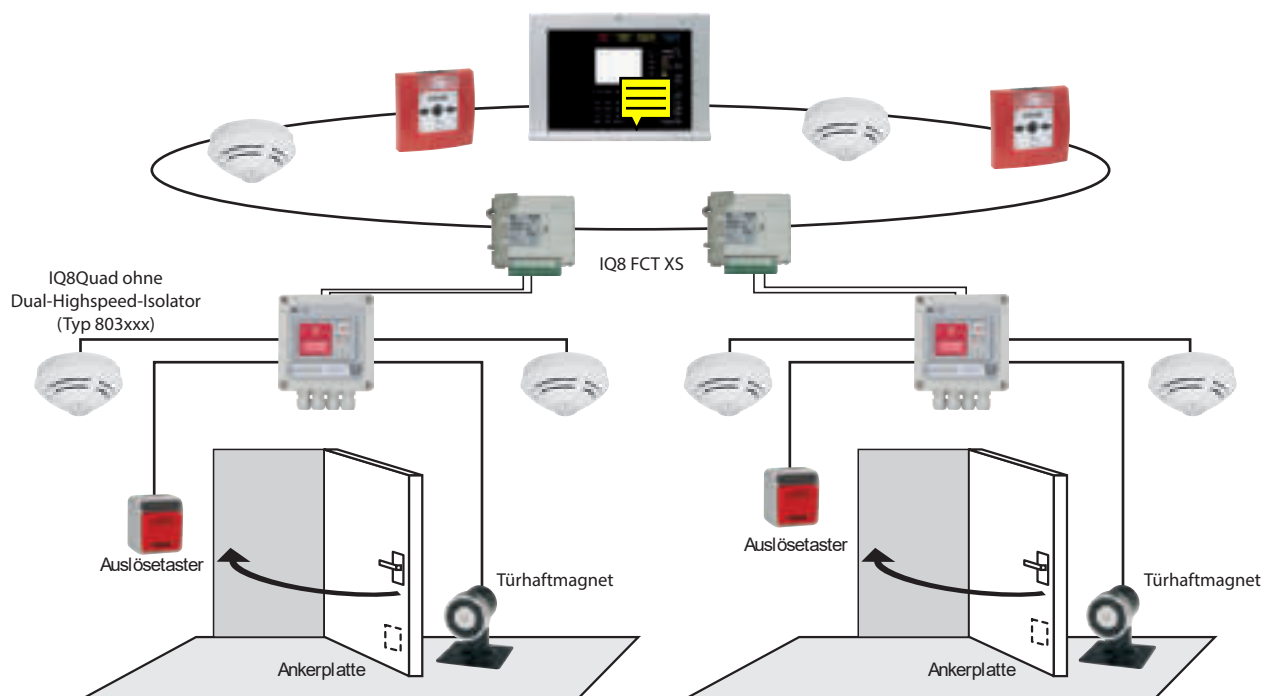 IQ8 FCT XS
IQ8Quad ohne
Dual-Highspeed-Isolator
(Typ 803xxx)
Auslösetaster
Auslösetaster
Türhaftmagnet
Türhaftmagnet
Ankerplatte
Ankerplatte